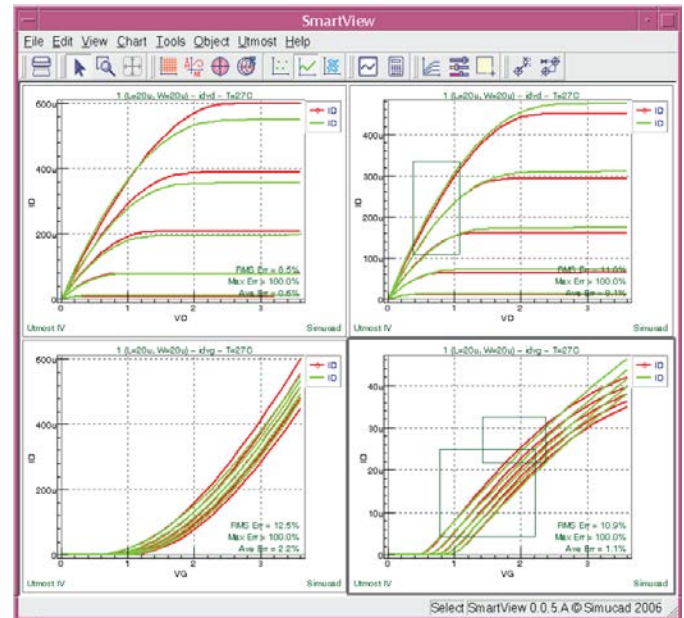 SmartView
File Edit View Chart Tools Object Utmost Help
1 (L=20u, W=20u) – idvd – T=27C
600u
400u
200u
0
ID
ID
ID
RMS Err = 8.5%
Max Err > 100.0%
Ave Err = 0.6%
0 1 2 3
VD
Utmost IV
Simucad
1 (L=20u, W=20u) – idvd – T=27C
400u
300u
200u
100u
0
ID
ID
ID
RMS Err = 11.0%
Max Err > 100.0%
Ave Err = 9.1%
0 1 2 3
VD
Utmost IV
Simucad
1 (L=20u, W=20u) – idvg – T=27C
600u
400u
200u
0
ID
ID
ID
RMS Err = 12.5%
Max Err > 100.0%
Ave Err = 2.2%
0 1 2 3
VG
Utmost IV
Simucad
1 (L=20u, W=20u) – idvg – T=27C
40u
30u
20u
10u
0
ID
ID
ID
RMS Err = 10.9%
Max Err > 100.0%
Ave Err = 1.1%
0 1 2 3
VG
Utmost IV
Simucad
Select SmartView 0.0.5.A © Simucad 2006